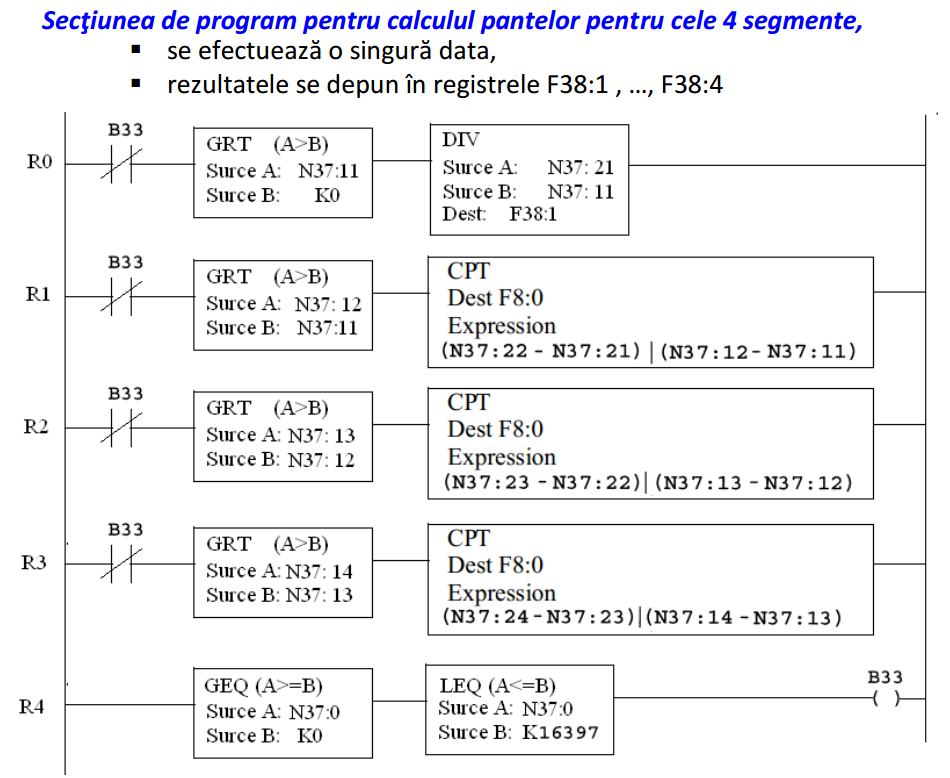 Secţiunea de program pentru calculul pantelor pentru cele 4 segmente,
▪ se efectuează o singură data,
▪ rezultatele se depun în registrele F38:1 , …, F38:4
B33
R0
GRT (A>B)
Surce A: N37:11
Surce B: K0
DIV
Surce A: N37: 21
Surce B: N37: 11
Dest: F38:1
B33
R1
GRT (A>B)
Surce A: N37: 12
Surce B: N37:11
CPT
Dest F8:0
Expression
(N37:22 - N37:21) | (N37:12- N37:11)
B33
R2
GRT (A>B)
Surce A: N37: 13
Surce B: N37: 12
CPT
Dest F8:0
Expression
(N37:23 - N37:22)| (N37:13 - N37:12)
B33
R3
GRT (A>B)
Surce A: N37: 14
Surce B: N37: 13
CPT
Dest F8:0
Expression
(N37:24 - N37:23)|(N37:14 - N37:13)
R4
GEQ (A>=B)
Surce A: N37:0
Surce B: K0
LEQ (A<=B)
Surce A: N37:0
Surce B: K16397
B33
( )